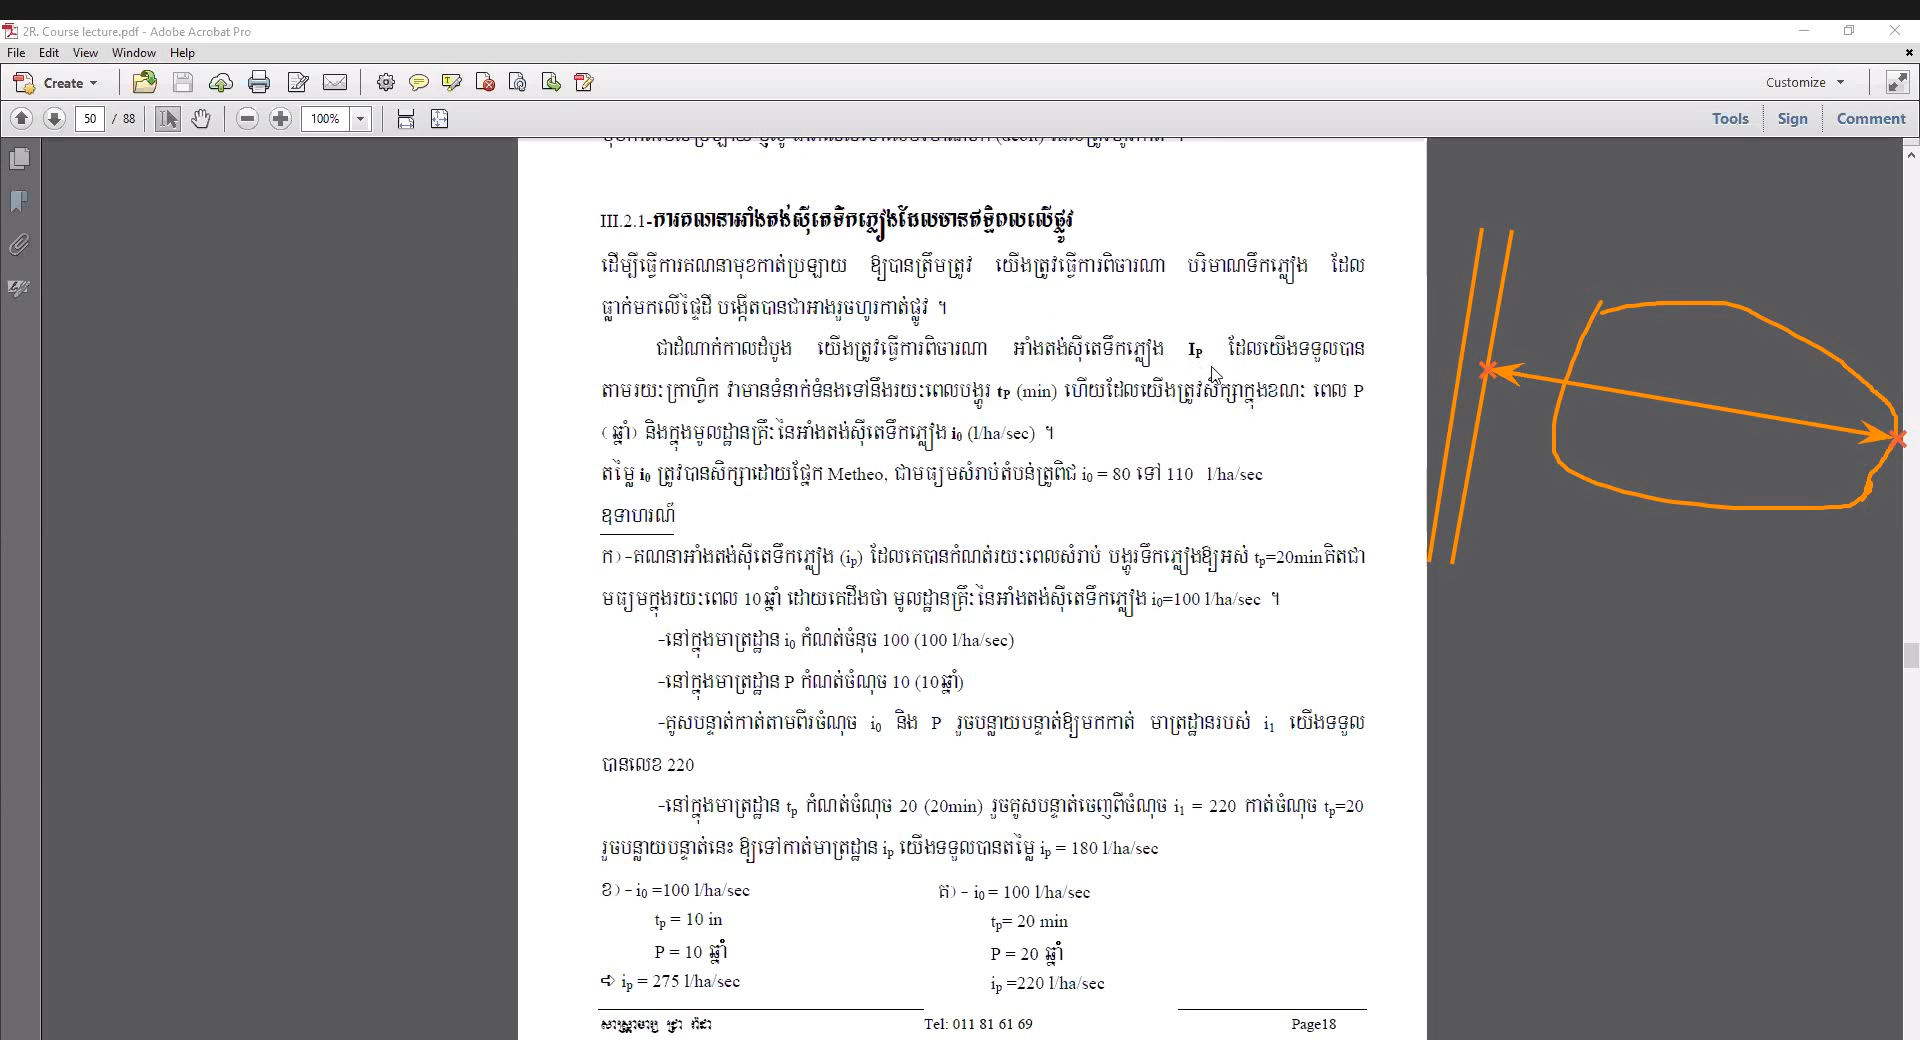 2R. Course lecture.pdf - Adobe Acrobat Pro
File Edit View Window Help
Create
Customize
50 / 88 100%
Tools Sign Comment
III.2.1-ការគណនាអាំងតង់ស៊ីតេទឹកភ្លៀងដែលមានឥទ្ធិពលលើផ្លូវ
ដើម្បីធ្វើការគណនាមុខកាត់ប្រឡាយ ឱ្យបានត្រឹមត្រូវ យើងត្រូវធ្វើការពិចារណា បរិមាណទឹកភ្លៀង ដែល
ធ្លាក់មកលើផ្ទៃដី បង្កើតបានជាអាងរួចហូរកាត់ផ្លូវ ។
ជាដំណាក់កាលដំបូង យើងត្រូវធ្វើការពិចារណា អាំងតង់ស៊ីតេទឹកភ្លៀង IP ដែលយើងទទួលបាន
តាមរយៈក្រាហ្វិក វាមានទំនាក់ទំនងទៅនឹងរយៈពេលបង្ហូរ tP (min) ហើយដែលយើងត្រូវសិក្សាក្នុងខណៈ ពេល P
( ឆ្នាំ) និងក្នុងមូលដ្ឋានគ្រឹះនៃអាំងតង់ស៊ីតេទឹកភ្លៀង i0 (l/ha/sec) ។
តម្លៃ i0 ត្រូវបានសិក្សាដោយផ្នែក Metheo, ជាមធ្យមសំរាប់តំបន់ត្រូពិជ i0 = 80 ទៅ 110 l/ha/sec
ឧទាហរណ៍
ក) -គណនាអាំងតង់ស៊ីតេទឹកភ្លៀង (ip) ដែលគេបានកំណត់រយៈពេលសំរាប់ បង្ហូរទឹកភ្លៀងឱ្យអស់ tp=20minគិតជា
មធ្យមក្នុងរយៈពេល 10ឆ្នាំ ដោយគេដឹងថា មូលដ្ឋានគ្រឹះនៃអាំងតង់ស៊ីតេទឹកភ្លៀង i0=100 l/ha/sec ។
-នៅក្នុងមាត្រដ្ឋាន i0 កំណត់ចំនុច 100 (100 l/ha/sec)
-នៅក្នុងមាត្រដ្ឋាន P កំណត់ចំណុច 10 (10ឆ្នាំ)
-គូសបន្ទាត់កាត់តាមពីរចំណុច i0 និង P រួចបន្លាយបន្ទាត់ឱ្យមកកាត់ មាត្រដ្ឋានរបស់ i1 យើងទទួល
បានលេខ 220
-នៅក្នុងមាត្រដ្ឋាន tp កំណត់ចំណុច 20 (20min) រួចគូសបន្ទាត់ចេញពីចំណុច i1 = 220 កាត់ចំណុច tp=20
រួចបន្លាយបន្ទាត់នេះ ឱ្យទៅកាត់មាត្រដ្ឋាន ip យើងទទួលបានតម្លៃ ip = 180 l/ha/sec
ខ) - i0 =100 l/ha/sec គ) - i0 = 100 l/ha/sec
tp = 10 in tp= 20 min
P = 10 ឆ្នាំ P = 20 ឆ្នាំ
➪ ip = 275 l/ha/sec ip =220 l/ha/sec
សាស្ត្រាចារ្យ ជ្រា រ៉ាដា Tel: 011 81 61 69 Page18